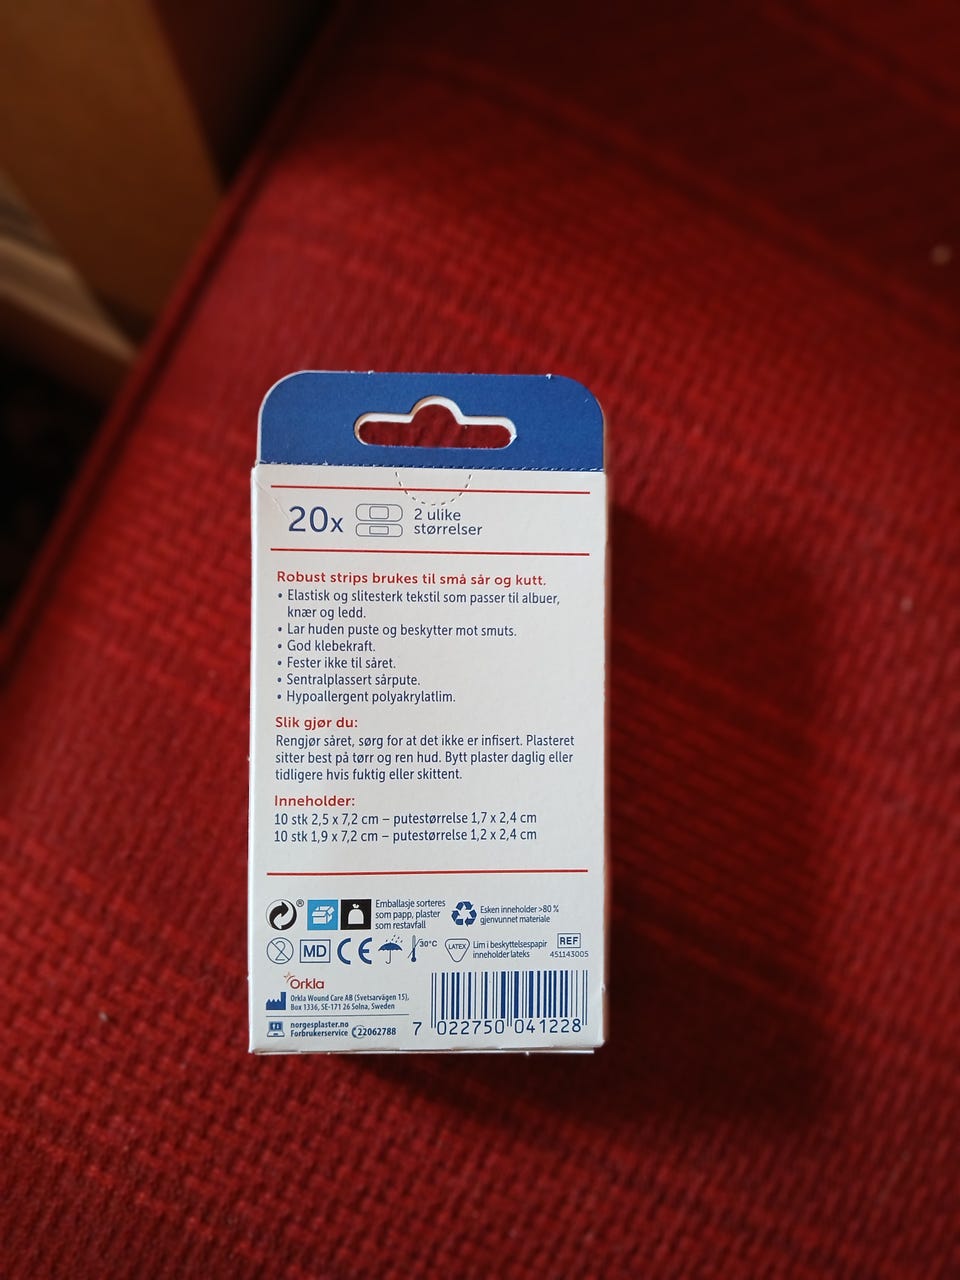 20x
2 ulike
størrelser
Robust strips brukes til små sår og kutt.
• Elastisk og slitesterk tekstil som passer til albuer,
knær og ledd.
• Lar huden puste og beskytter mot smuts.
• God klebekraft.
• Fester ikke til såret.
• Sentralplassert sårpute.
• Hypoallergent polyakrylatlim.
Slik gjør du:
Rengjør såret, sørg for at det ikke er infisert. Plasteret
sitter best på tørr og ren hud. Bytt plaster daglig eller
tidligere hvis fuktig eller skittent.
Inneholder:
10 stk 2,5 x 7,2 cm – putestørrelse 1,7 x 2,4 cm
10 stk 1,9 x 7,2 cm – putestørrelse 1,2 x 2,4 cm
®
Emballasje sorteres
som papp, plaster
som restavfall
Esken inneholder >80 %
gjenvunnet materiale
2
MD
CE
30°C
LATEX
Lim i beskyttelsespapir
inneholder lateks
REF
451143005
Orkla
Orkla Wound Care AB (Svetsarvägen 15),
Box 1336, SE-171 26 Solna, Sweden
norgesplaster.no
Forbrukerservice 22062788
7 022750 041228